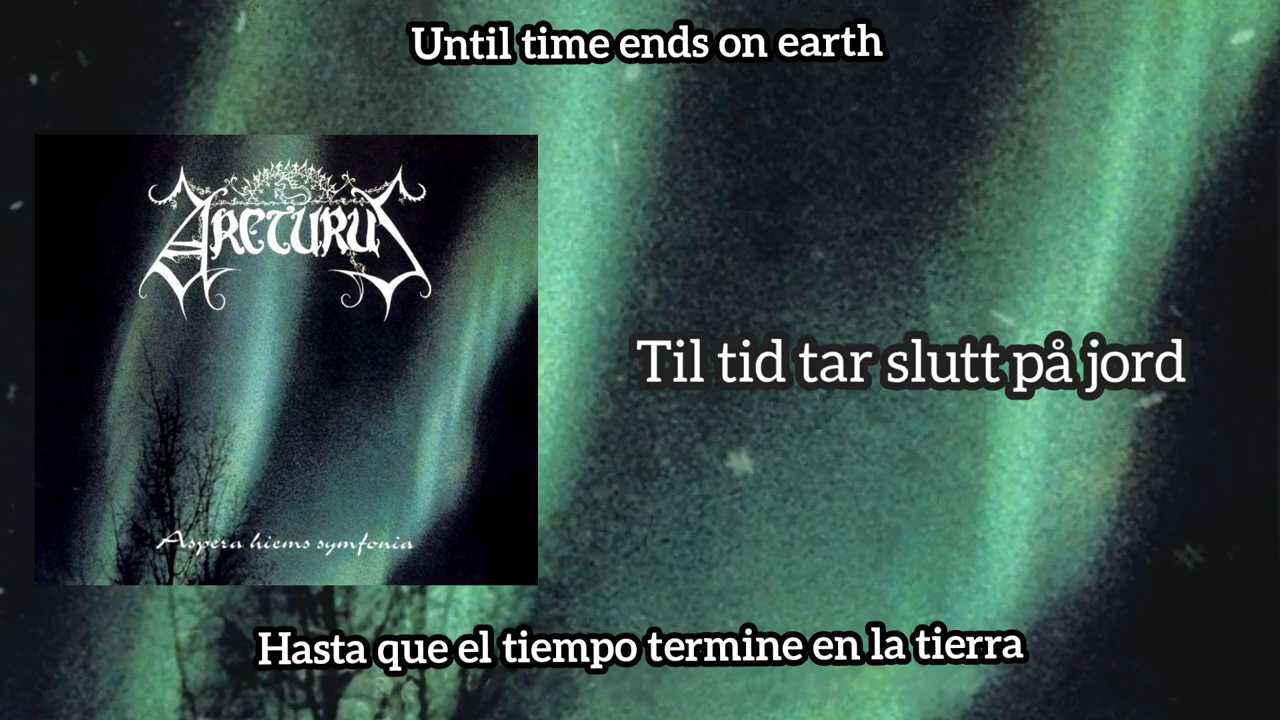 Until time ends on earth
ARCTURUS
Til tid tar slutt på jord
Aspera hiems symfonia
Hasta que el tiempo termine en la tierra